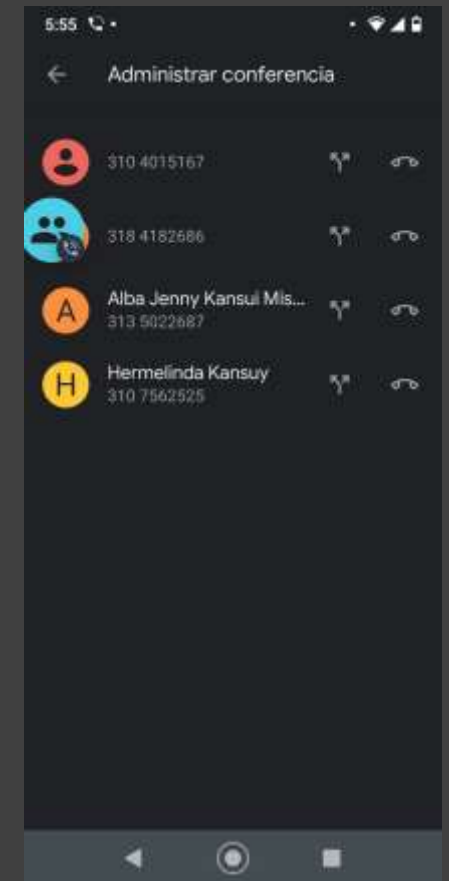 5:55
Administrar conferencia
310 4015167
318 4182686
A
Alba Jenny Kansui Mis...
313 5022687
H
Hermelinda Kansuy
310 7562525